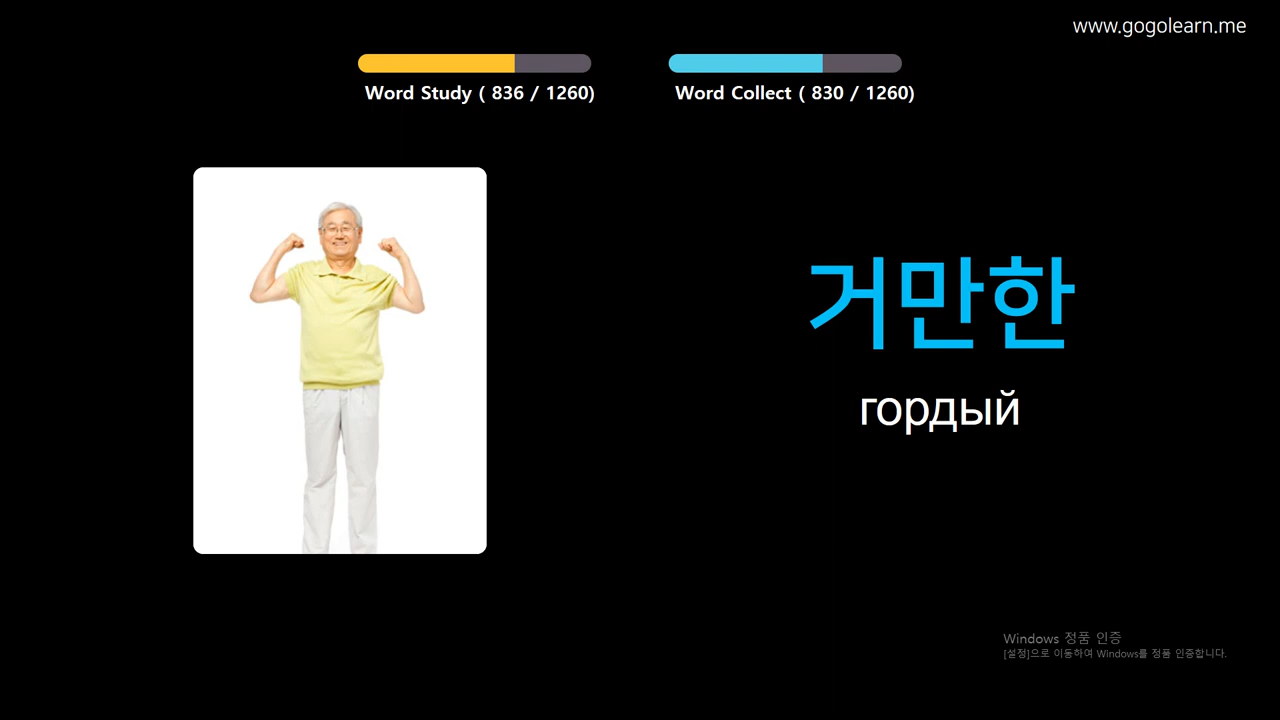 www.gogolearn.me
Word Study ( 836 / 1260)
Word Collect ( 830 / 1260)
거만한
гордый
Windows 정품 인증
[설정]으로 이동하여 Windows를 정품 인증합니다.